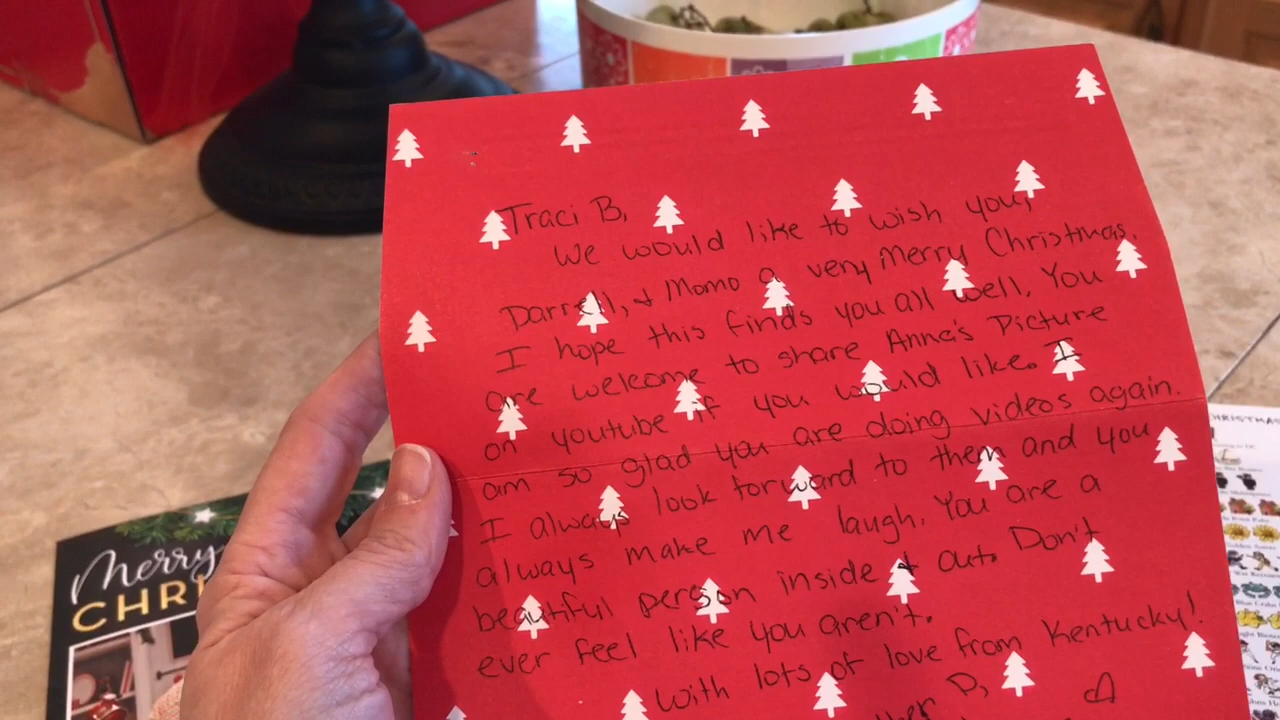 Traci B,
We would like to wish you,
Darrell, & Momo a very Merry Christmas.
I hope this finds you all well. You
are welcome to share Anna's Picture
on youtube if you would like. I
am so glad you are doing videos again.
I always look forward to them and you
always make me laugh. You are a
beautiful person inside & out. Don't
ever feel like you aren't.
with lots of love from Kentucky!
D,
Merry
CHRI
CHRISTMAS